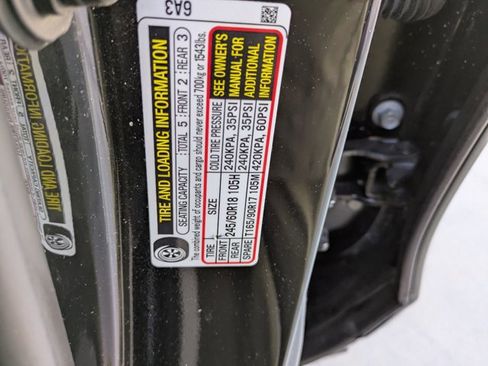 6A3
TIRE AND LOADING INFORMATION
SEATING CAPACITY TOTAL 5 FRONT 2 REAR 3
The combined weight of occupants and cargo should never exceed 700kg or 1543lbs.
TIRE SIZE COLD TIRE PRESSURE
FRONT 245/60R18 105H 240KPA, 35PSI
REAR 240KPA, 35PSI
SPARE T165/90R17 105M 420KPA, 60PSI
SEE OWNER'S
MANUAL FOR
ADDITIONAL
INFORMATION